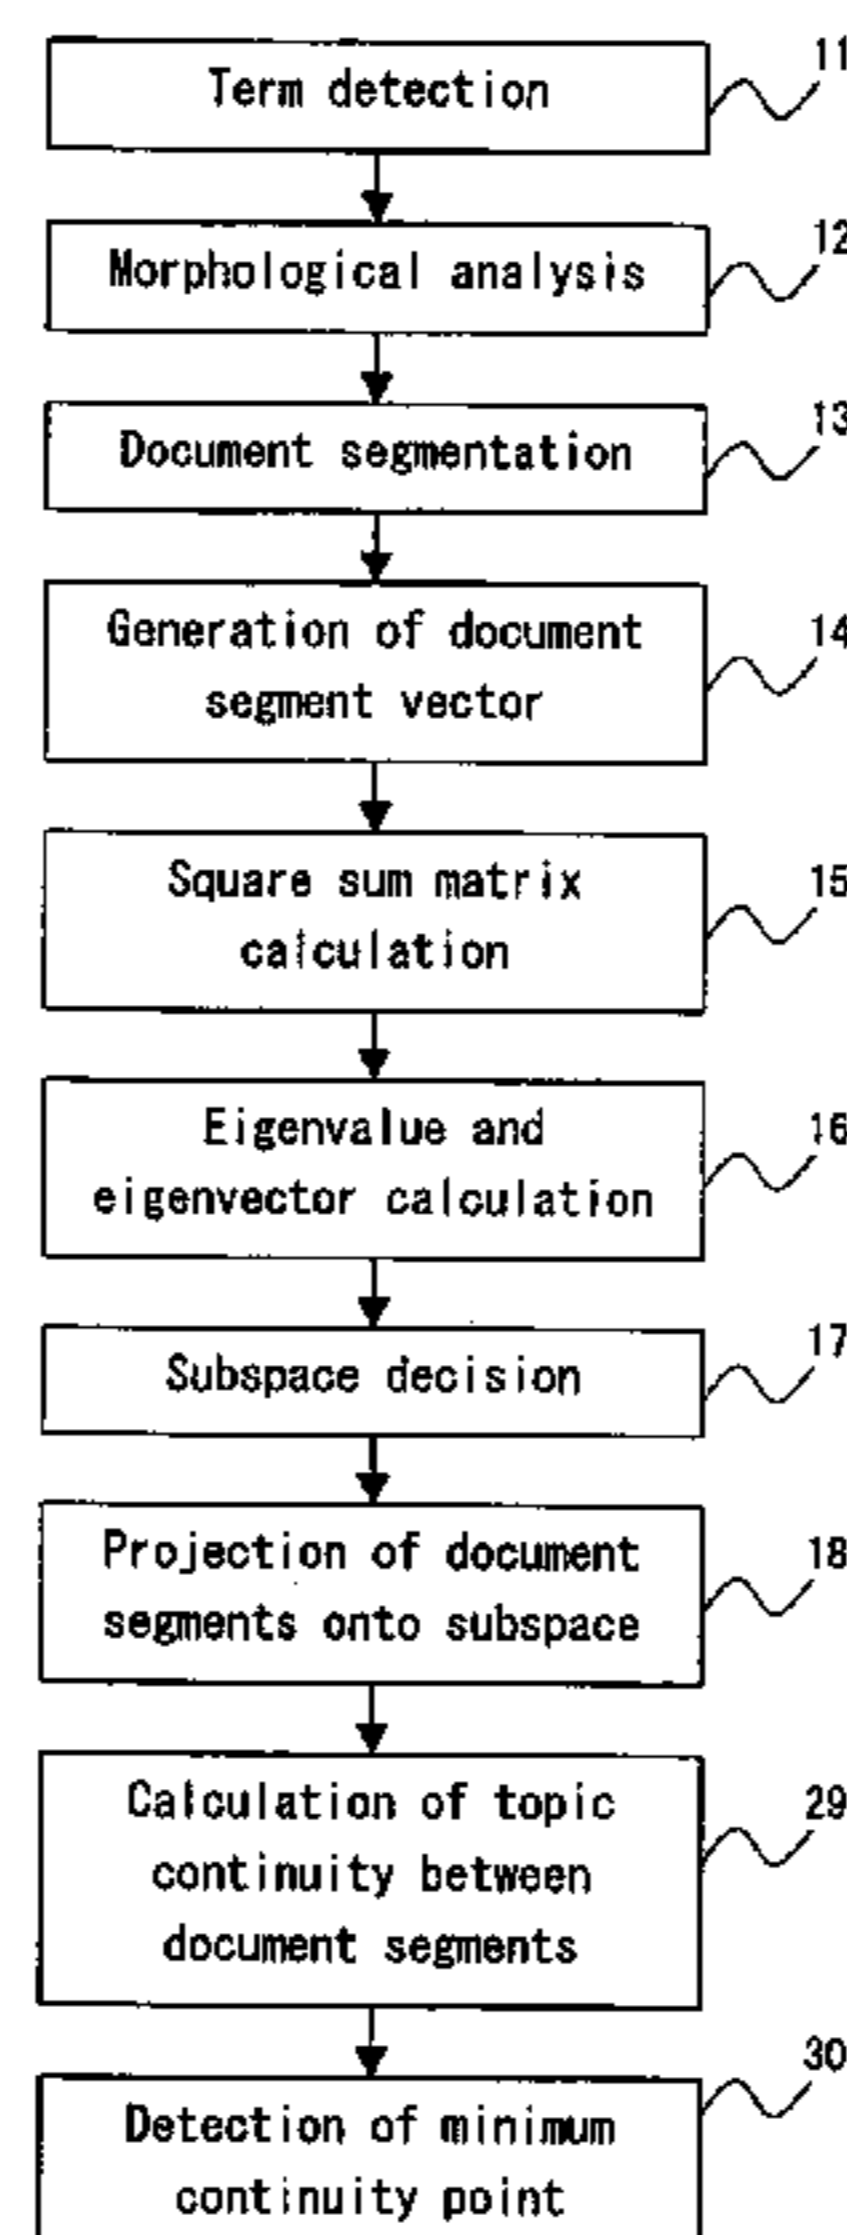 Term detection
11
Morphological analysis
12
Document segmentation
13
Generation of document
segment vector
14
Square sum matrix
calculation
15
Eigenvalue and
eigenvector calculation
16
Subspace decision
17
Projection of document
segments onto subspace
18
Calculation of topic
continuity between
document segments
29
Detection of minimum
continuity point
30